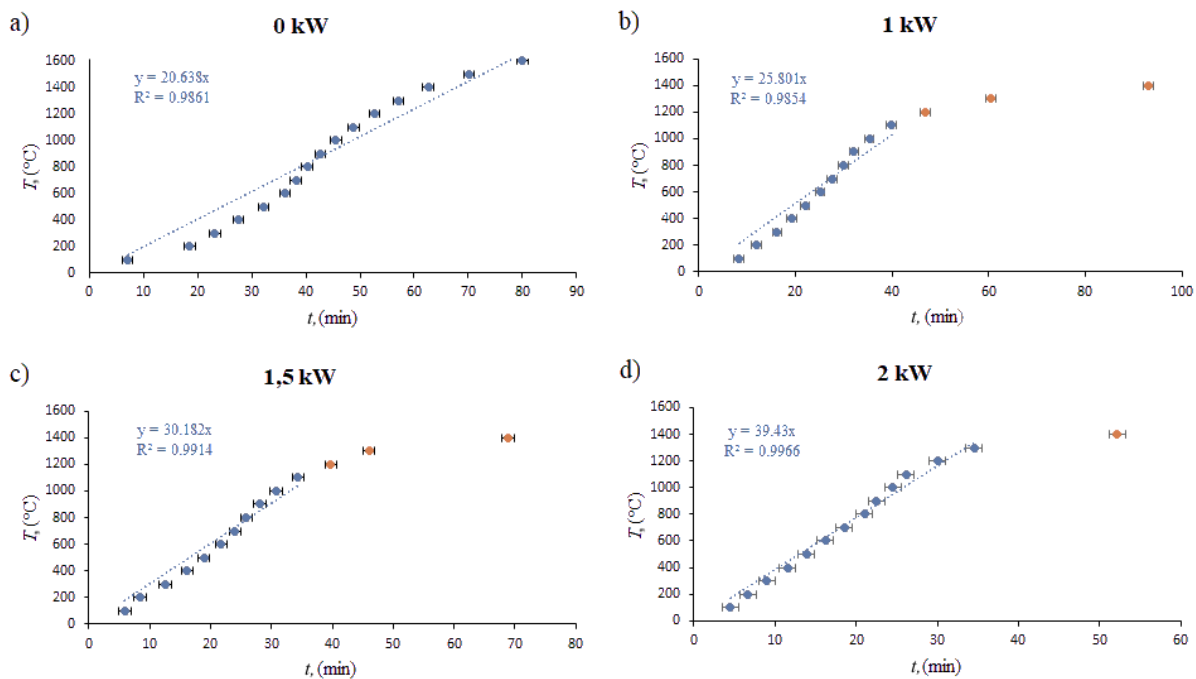 a)
0 kW
1600
1400
1200
1000
800
600
400
200
0
T, (°C)
y = 20.638x
R² = 0.9861
0 10 20 30 40 50 60 70 80 90
t, (min)
b)
1 kW
1600
1400
1200
1000
800
600
400
200
0
T, (°C)
y = 25.801x
R² = 0.9854
0 20 40 60 80 100
t, (min)
c)
1,5 kW
1600
1400
1200
1000
800
600
400
200
0
T, (°C)
y = 30.182x
R² = 0.9914
0 10 20 30 40 50 60 70 80
t, (min)
d)
2 kW
1600
1400
1200
1000
800
600
400
200
0
T, (°C)
y = 39.43x
R² = 0.9966
0 10 20 30 40 50 60
t, (min)